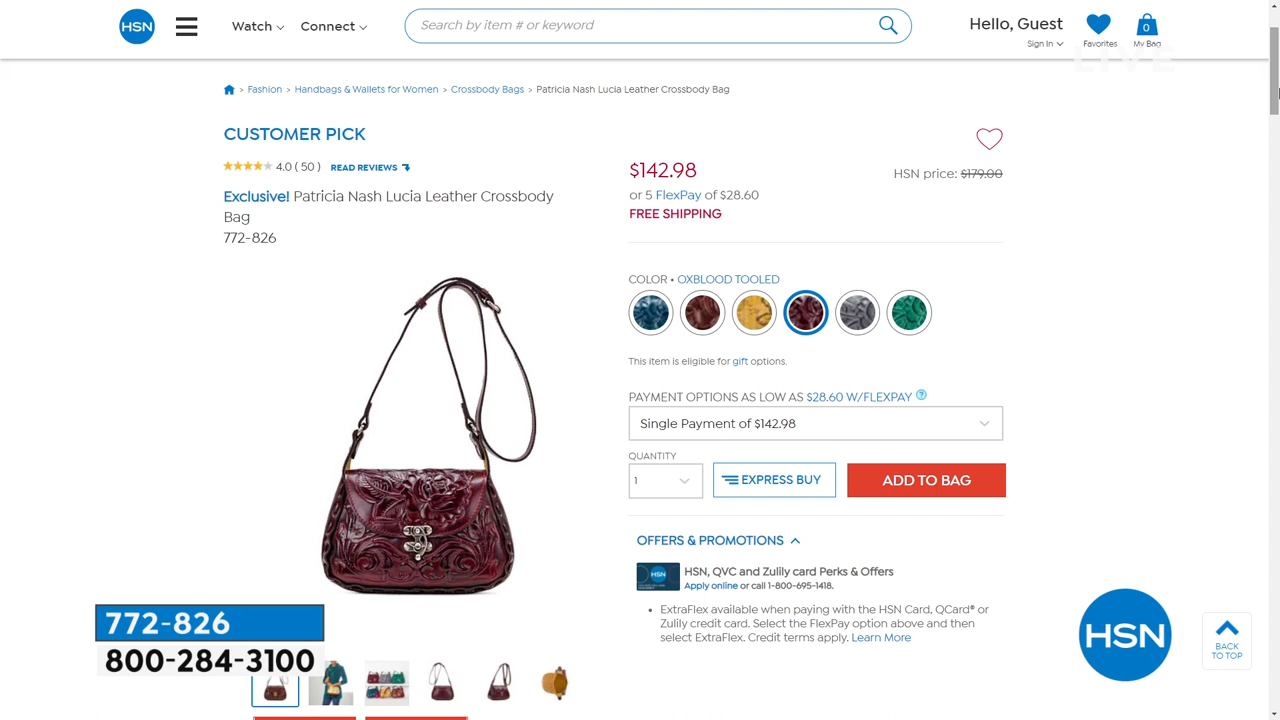 HSN
Watch
Connect
Search by item # or keyword
Hello, Guest
Sign In
Favorites
0
My Bag
LIVE
> Fashion > Handbags & Wallets for Women > Crossbody Bags > Patricia Nash Lucia Leather Crossbody Bag
CUSTOMER PICK
4.0 ( 50 ) READ REVIEWS
Exclusive! Patricia Nash Lucia Leather Crossbody
Bag
772-826
$142.98
HSN price: $179.00
or 5 FlexPay of $28.60
FREE SHIPPING
COLOR • OXBLOOD TOOLED
This item is eligible for gift options.
PAYMENT OPTIONS AS LOW AS $28.60 W/FLEXPAY ?
Single Payment of $142.98
QUANTITY
1
EXPRESS BUY
ADD TO BAG
OFFERS & PROMOTIONS
HSN
HSN, QVC and Zulily card Perks & Offers
Apply online or call 1-800-695-1418.
• ExtraFlex available when paying with the HSN Card, QCard® or
Zulily credit card. Select the FlexPay option above and then
select ExtraFlex. Credit terms apply. Learn More
772-826
800-284-3100
HSN
BACK
TO TOP